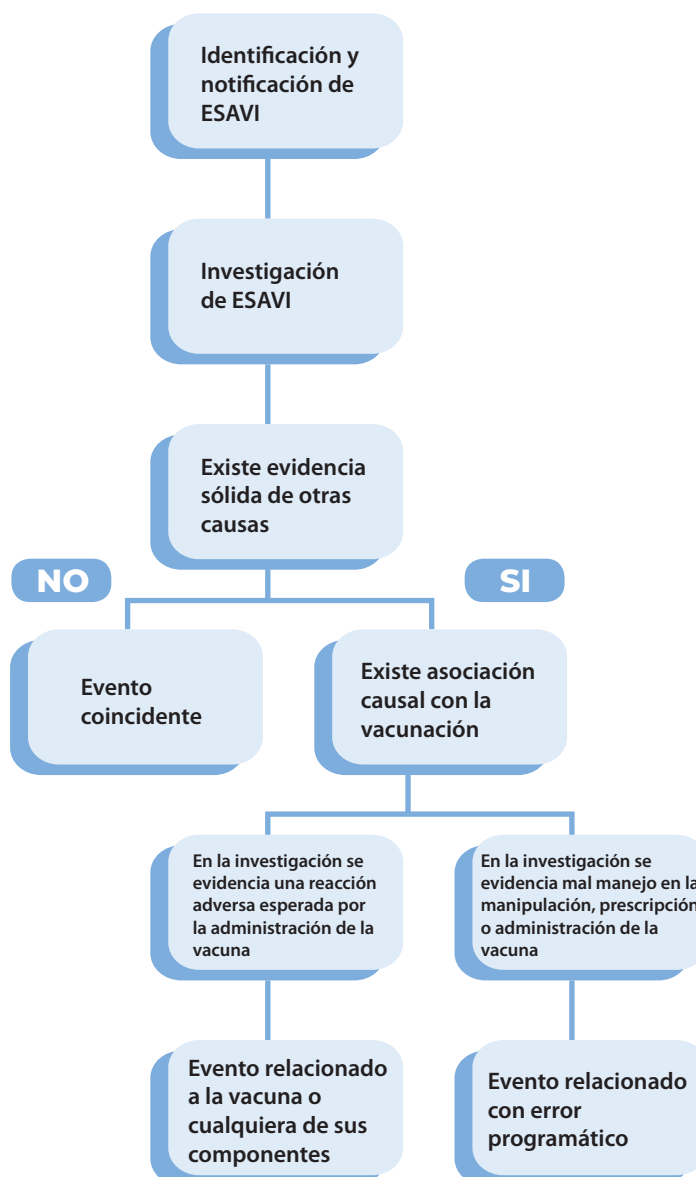 Identificación y
notificación de
ESAVI
Investigación
de ESAVI
Existe evidencia
sólida de otras
causas
NO
SI
Evento
coincidente
Existe asociación
causal con la
vacunación
En la investigación se
evidencia una reacción
adversa esperada por
la administración de la
vacuna
En la investigación se
evidencia mal manejo en la
manipulación, prescripción
o administración de la
vacuna
Evento relacionado
a la vacuna o
cualquiera de sus
componentes
Evento relacionado
con error
programático